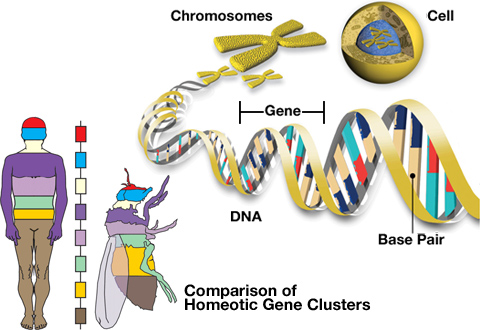 Chromosomes
Cell
Gene
DNA
Base Pair
Comparison of
Homeotic Gene Clusters